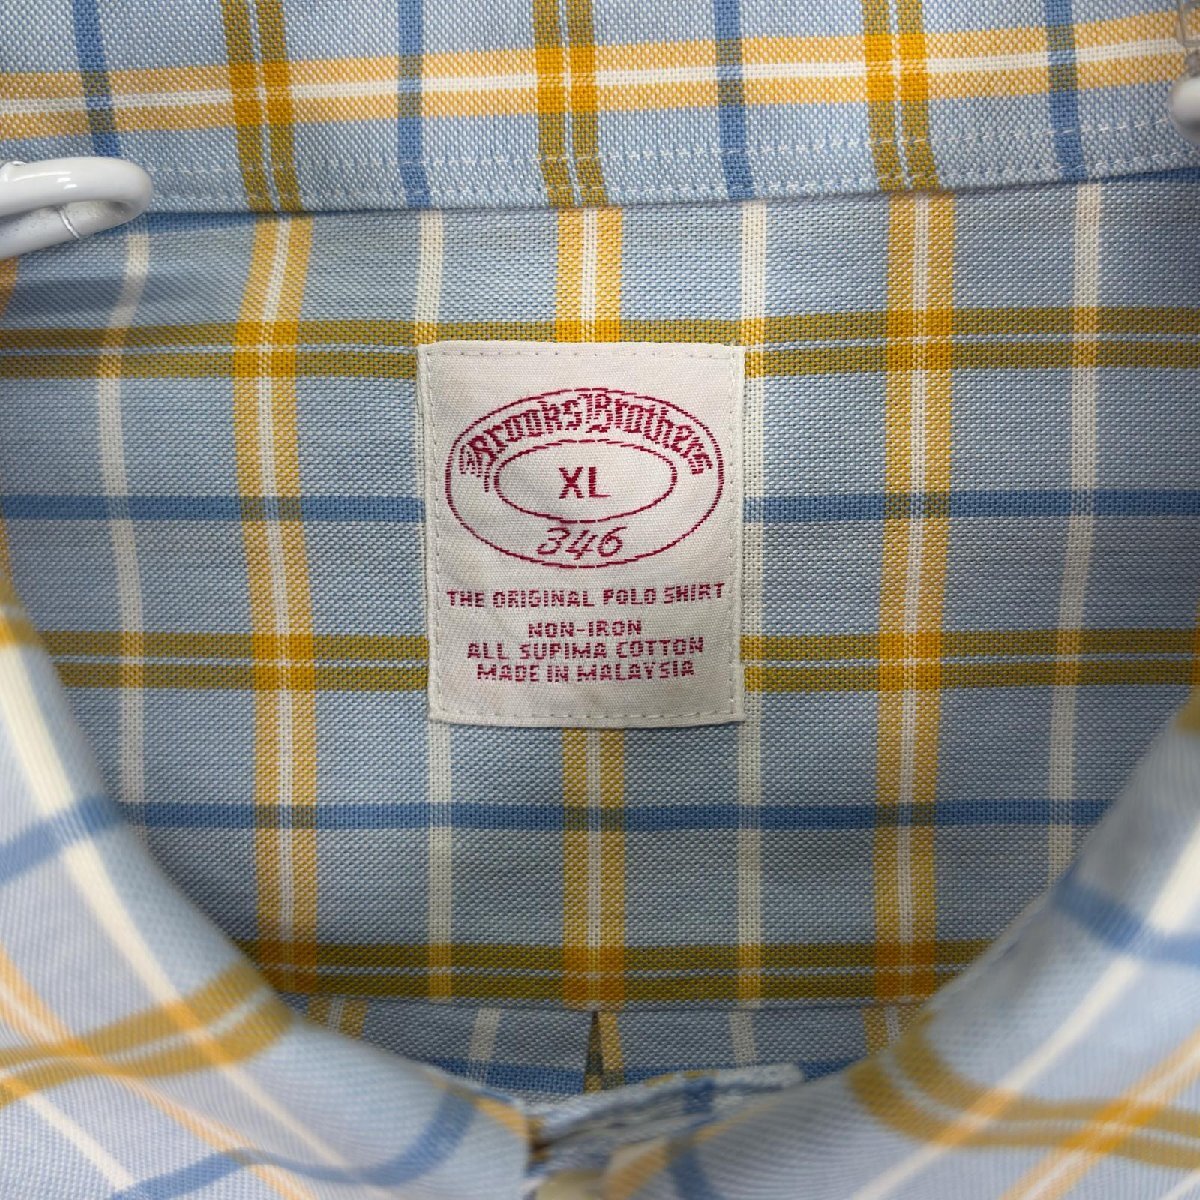 Brooks Brothers
XL
346
THE ORIGINAL POLO SHIRT
NON-IRON
ALL SUPIMA COTTON
MADE IN MALAYSIA